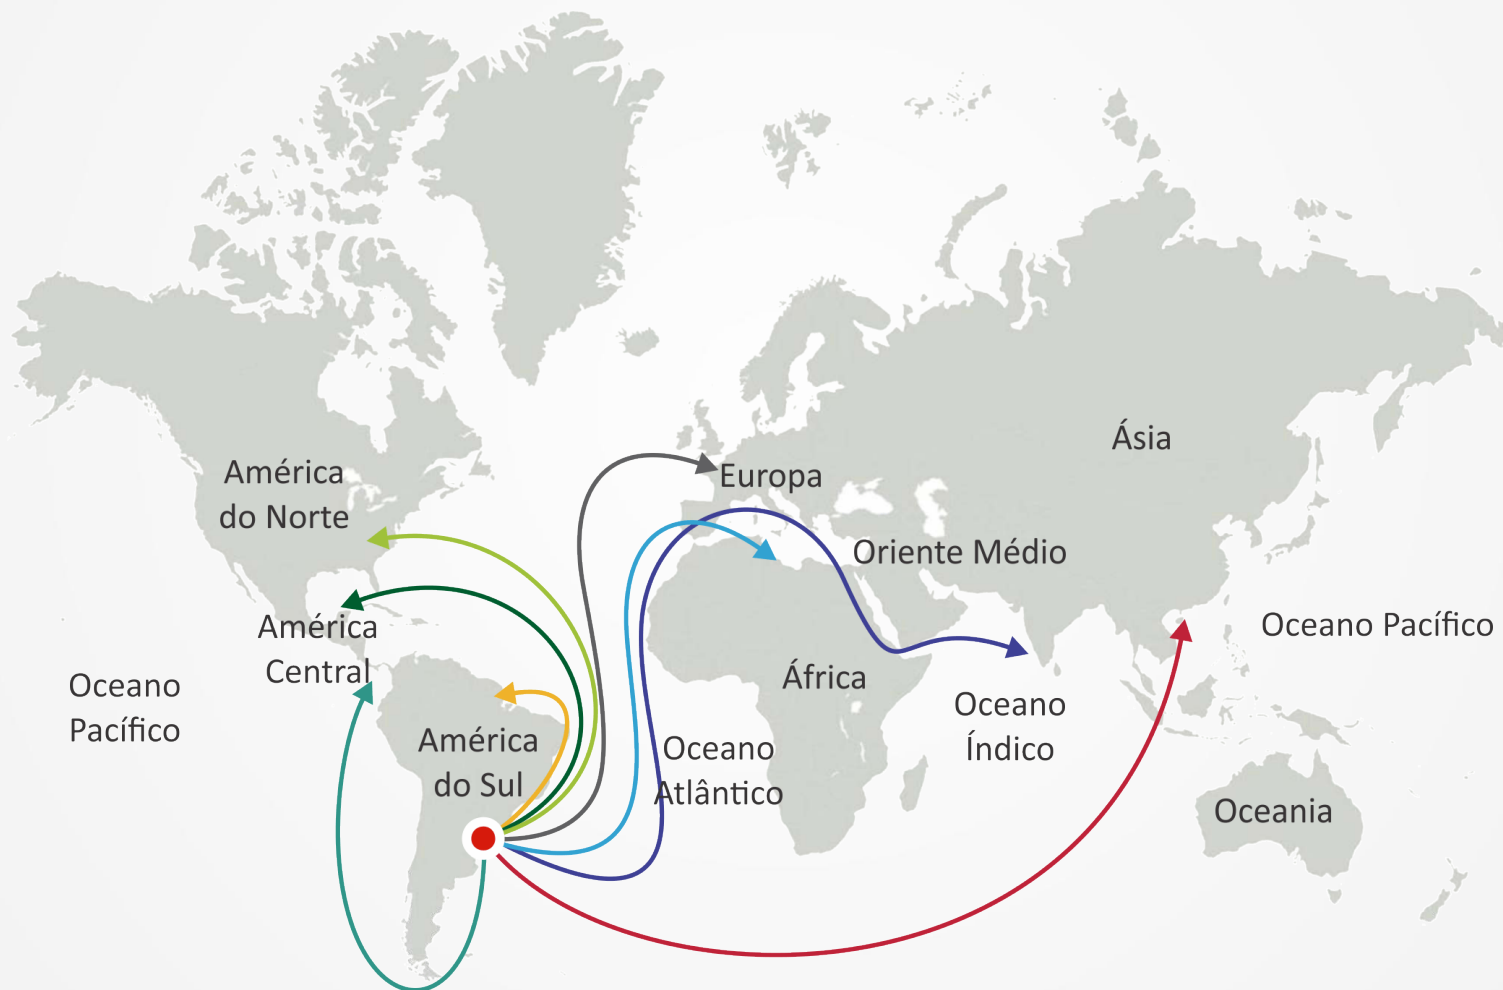 Ásia
América
do Norte
Europa
Oriente Médio
América
Central
Oceano Pacífico
Oceano
Pacífico
África
Oceano
Índico
América
do Sul
Oceano
Atlântico
Oceania